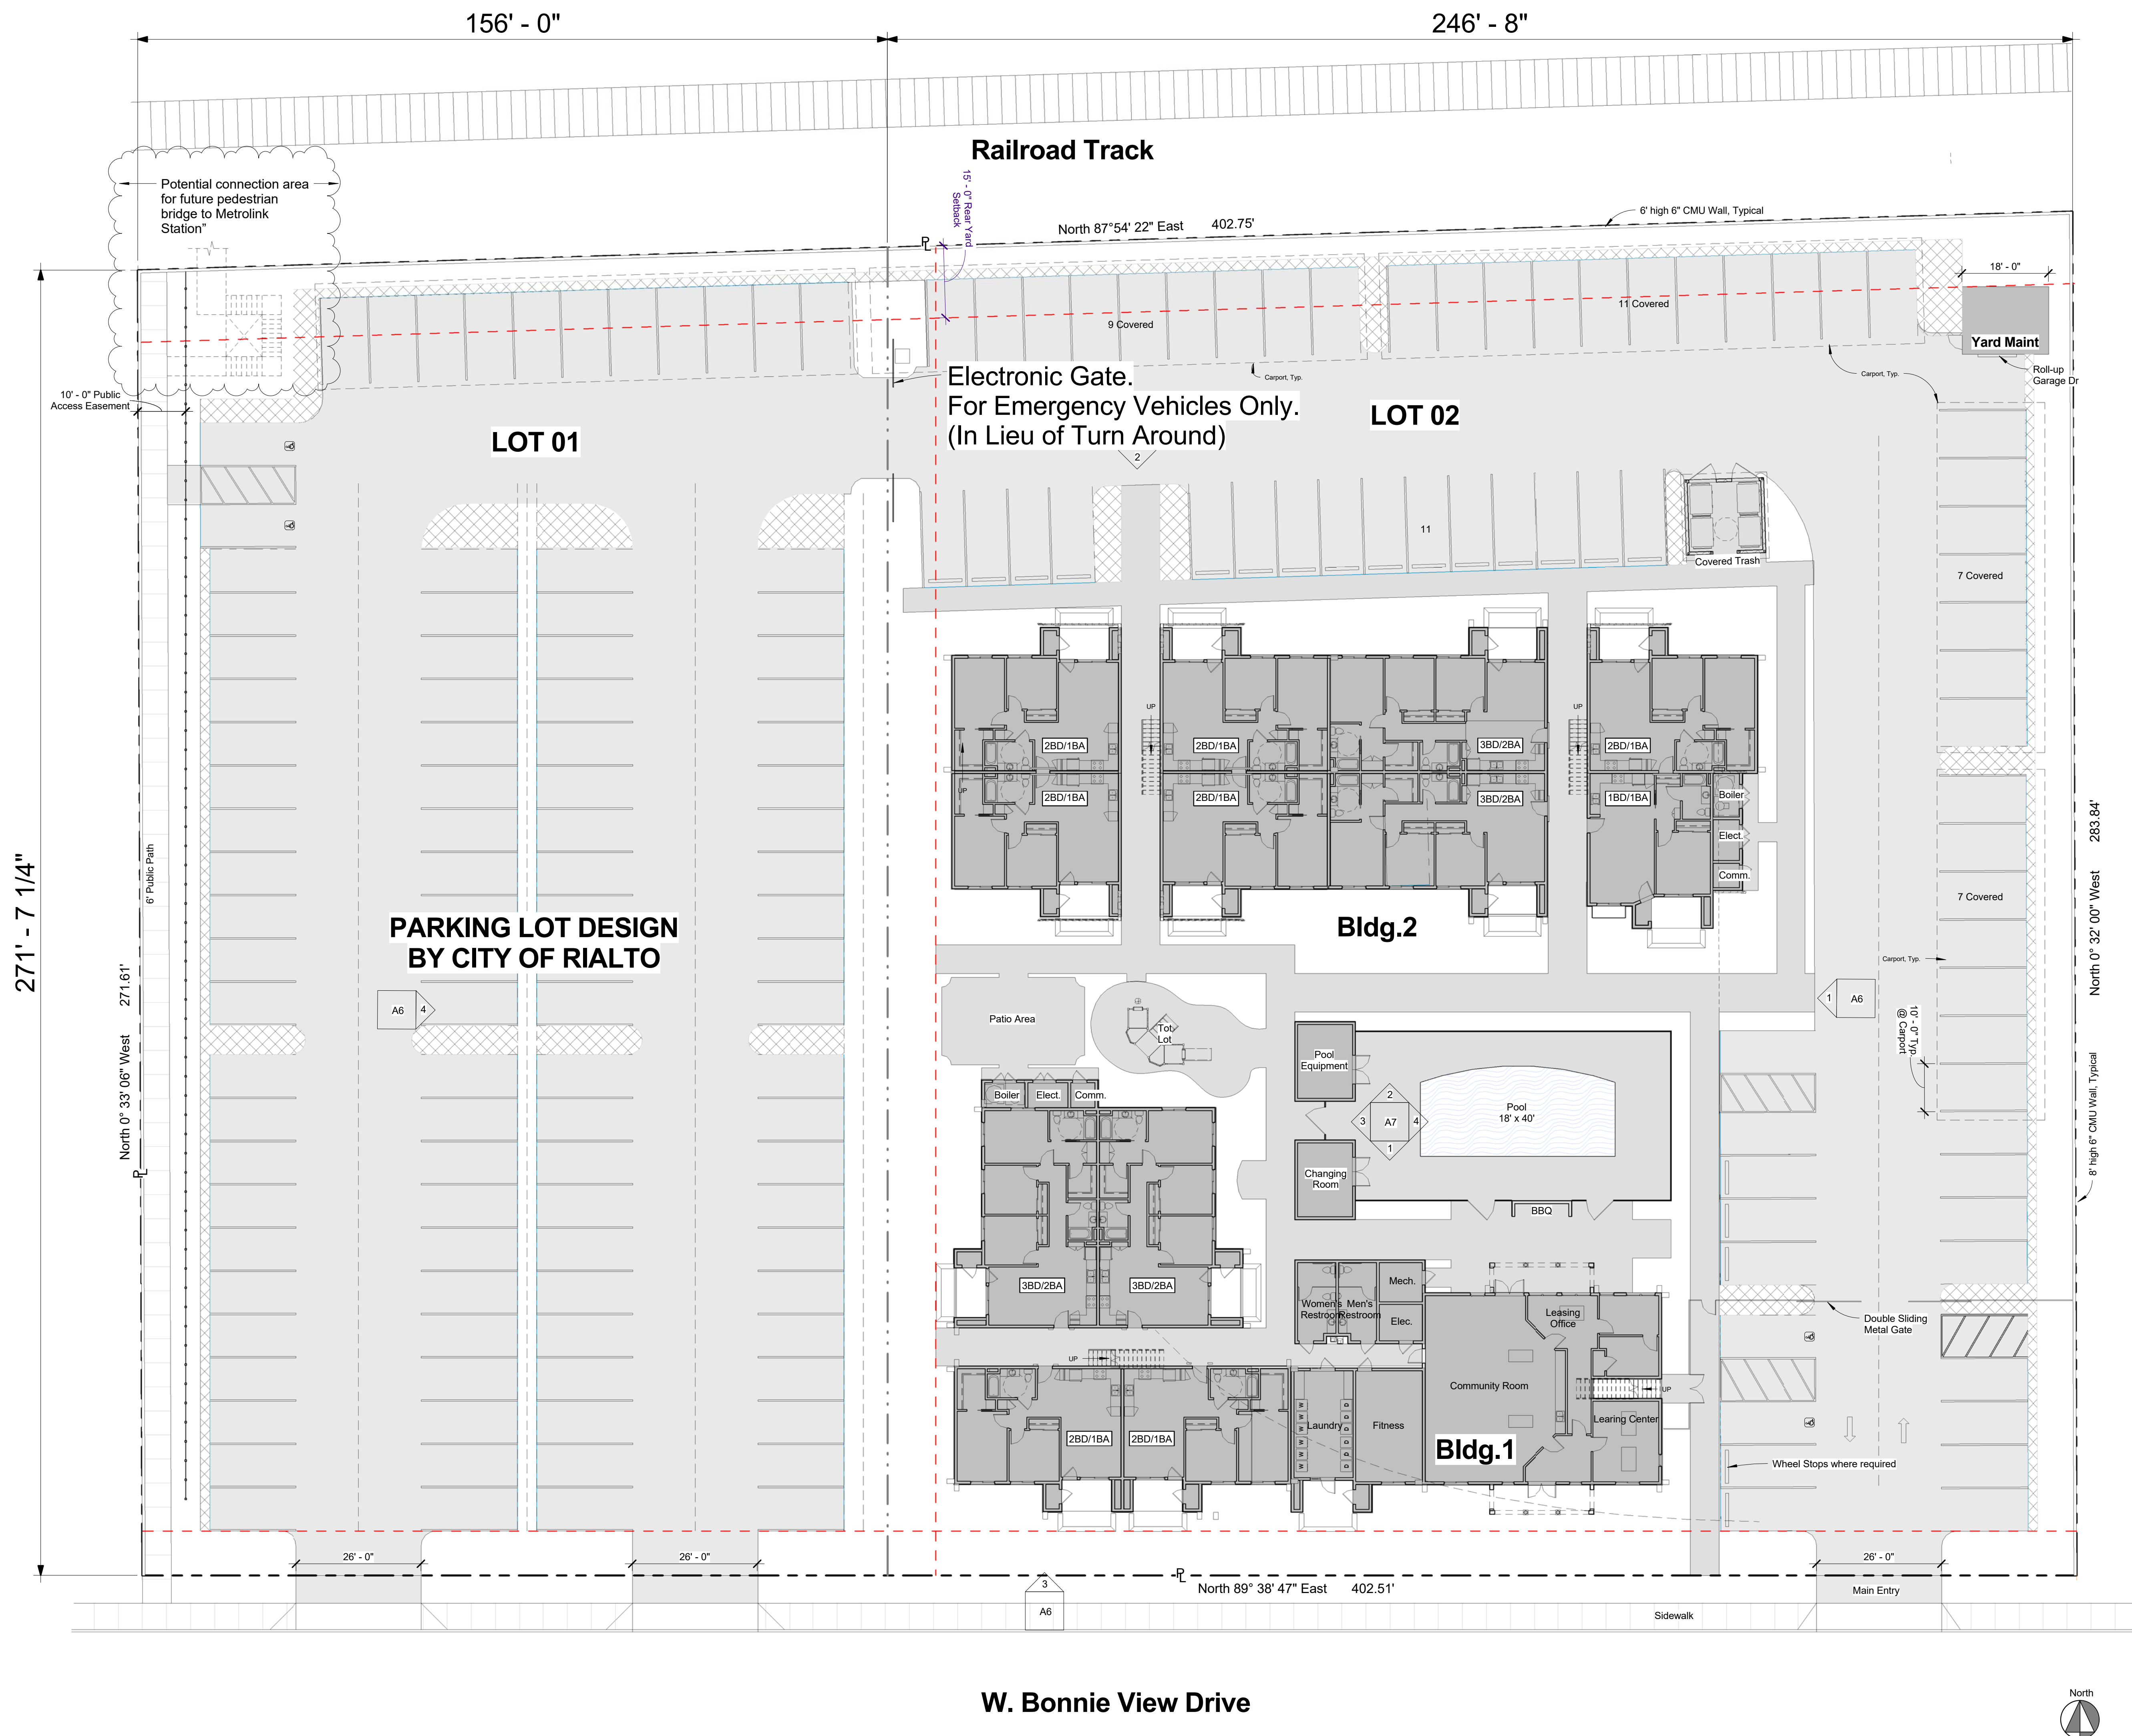 156' - 0"
246' - 8"
Railroad Track
Potential connection area
for future pedestrian
bridge to Metrolink
Station”
15' - 0" Rear Yard
Setback
6' high 6" CMU Wall, Typical
North 87°54' 22" East 402.75'
PL
18' - 0"
11 Covered
9 Covered
Yard Maint
Roll-up
Garage Dr
Carport, Typ.
Carport, Typ.
Electronic Gate.
For Emergency Vehicles Only.
(In Lieu of Turn Around)
10' - 0" Public
Access Easement
LOT 01
LOT 02
2
11
Covered Trash
7 Covered
UP
UP
2BD/1BA
2BD/1BA
3BD/2BA
2BD/1BA
UP
2BD/1BA
2BD/1BA
3BD/2BA
1BD/1BA
Boiler
Elect.
Comm.
271' - 7 1/4"
6' Public Path
North 0° 32' 00" West 283.84'
7 Covered
PARKING LOT DESIGN
BY CITY OF RIALTO
Bldg.2
Carport, Typ.
North 0° 33' 06" West 271.61'
PL
A6
4
1
A6
Patio Area
Tot
Lot
10' - 0" Typ.
@ Carport
Pool
Equipment
Boiler
Elect.
Comm.
2
3
A7
4
1
Pool
18' x 40'
8' high 6" CMU Wall, Typical
Changing
Room
BBQ
3BD/2BA
3BD/2BA
Women's
Restroom
Men's
Restroom
Mech.
Elec.
Leasing
Office
Double Sliding
Metal Gate
UP
Community Room
UP
2BD/1BA
2BD/1BA
Laundry
W
W
W
W
W
W
D
D
D
D
D
D
Fitness
Learing Center
Bldg.1
Wheel Stops where required
26' - 0"
26' - 0"
26' - 0"
PL
North 89° 38' 47" East 402.51'
3
A6
Main Entry
Sidewalk
W. Bonnie View Drive
North